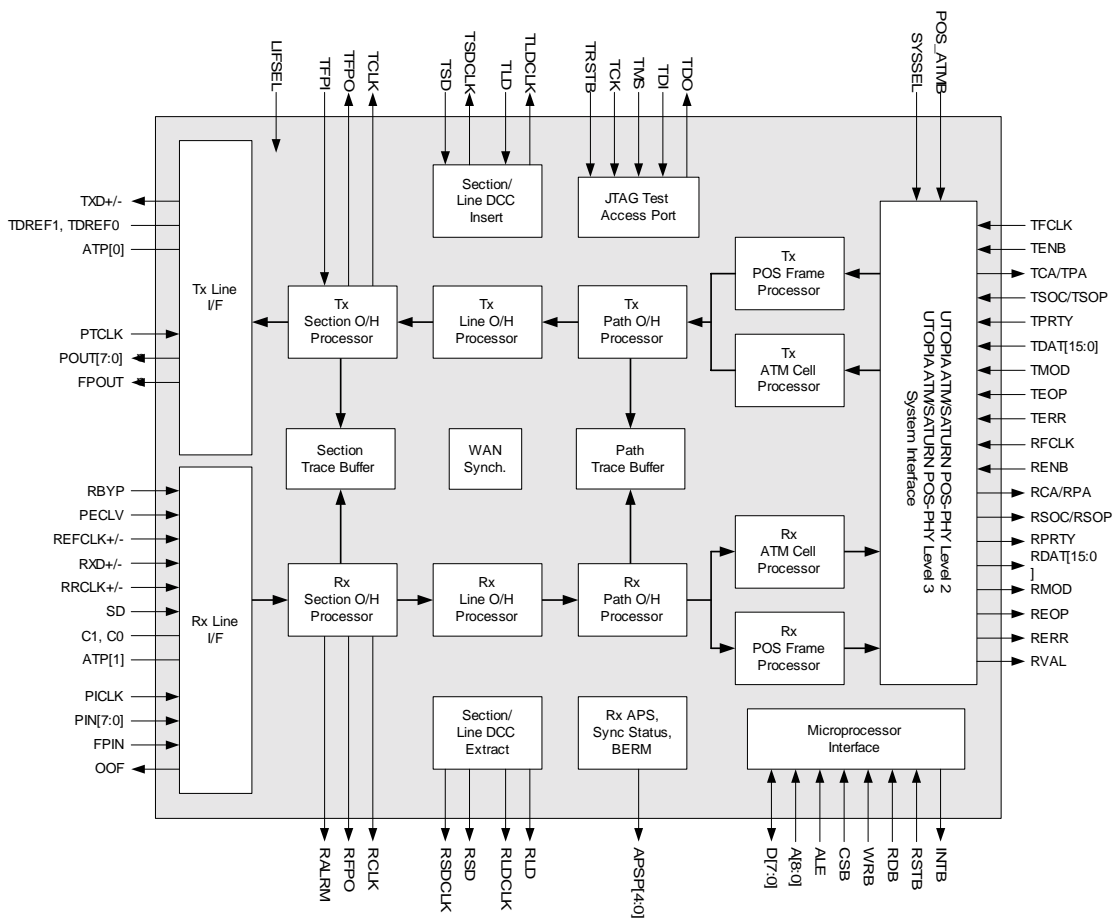 LIFSEL
TFPI
TFPO
TCLK
TSD
TSDCLK
TLD
TLDCLK
TRSTB
TCK
TMS
TDI
TDO
SYSSEL
POS_ATMB
TXD+/-
TDREF1, TDREF0
ATP[0]
PTCLK
POUT[7:0]
FPOUT
Tx Line
I/F
Section/
Line DCC
Insert
JTAG Test
Access Port
Tx
Section O/H
Processor
Tx
Line O/H
Processor
Tx
Path O/H
Processor
Tx
POS Frame
Processor
Tx
ATM Cell
Processor
UTOPIA ATM/SATURN POS-PHY Level 2
UTOPIA ATM/SATURN POS-PHY Level 3
System Interface
TFCLK
TENB
TCA/TPA
TSOC/TSOP
TPRTY
TDAT[15:0]
TMOD
TEOP
TERR
RFCLK
RENB
RCA/RPA
RSOC/RSOP
RPRTY
RDAT[15:0
]
RMOD
REOP
RERR
RVAL
Section
Trace Buffer
WAN
Synch.
Path
Trace Buffer
RBYP
PECLV
REFCLK+/-
RXD+/-
RRCLK+/-
SD
C1, C0
ATP[1]
PICLK
PIN[7:0]
FPIN
OOF
Rx Line
I/F
Rx
Section O/H
Processor
Rx
Line O/H
Processor
Rx
Path O/H
Processor
Rx
ATM Cell
Processor
Rx
POS Frame
Processor
Section/
Line DCC
Extract
Rx APS,
Sync Status,
BERM
Microprocessor
Interface
RALRM
RFPO
RCLK
RSDCLK
RSD
RLDCLK
RLD
APSP[4:0]
D[7:0]
A[8:0]
ALE
CSB
WRB
RDB
RSTB
INTB